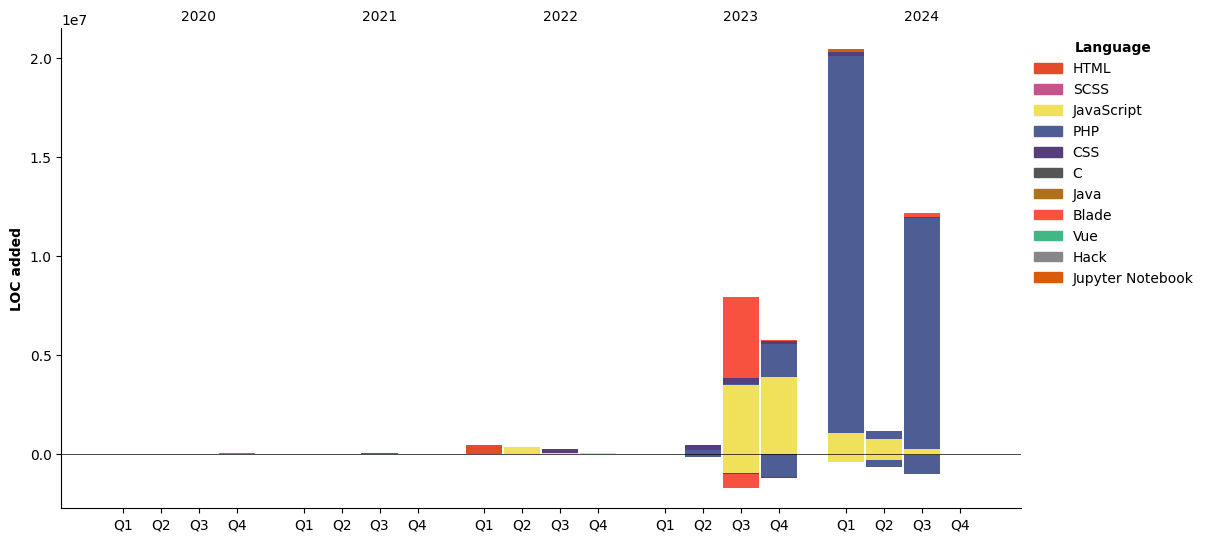 2020 2021 2022 2023 2024
1e7
Language
HTML
SCSS
JavaScript
PHP
CSS
C
Java
Blade
Vue
Hack
Jupyter Notebook
LOC added
2.0
1.5
1.0
0.5
0.0
Q1 Q2 Q3 Q4 Q1 Q2 Q3 Q4 Q1 Q2 Q3 Q4 Q1 Q2 Q3 Q4 Q1 Q2 Q3 Q4